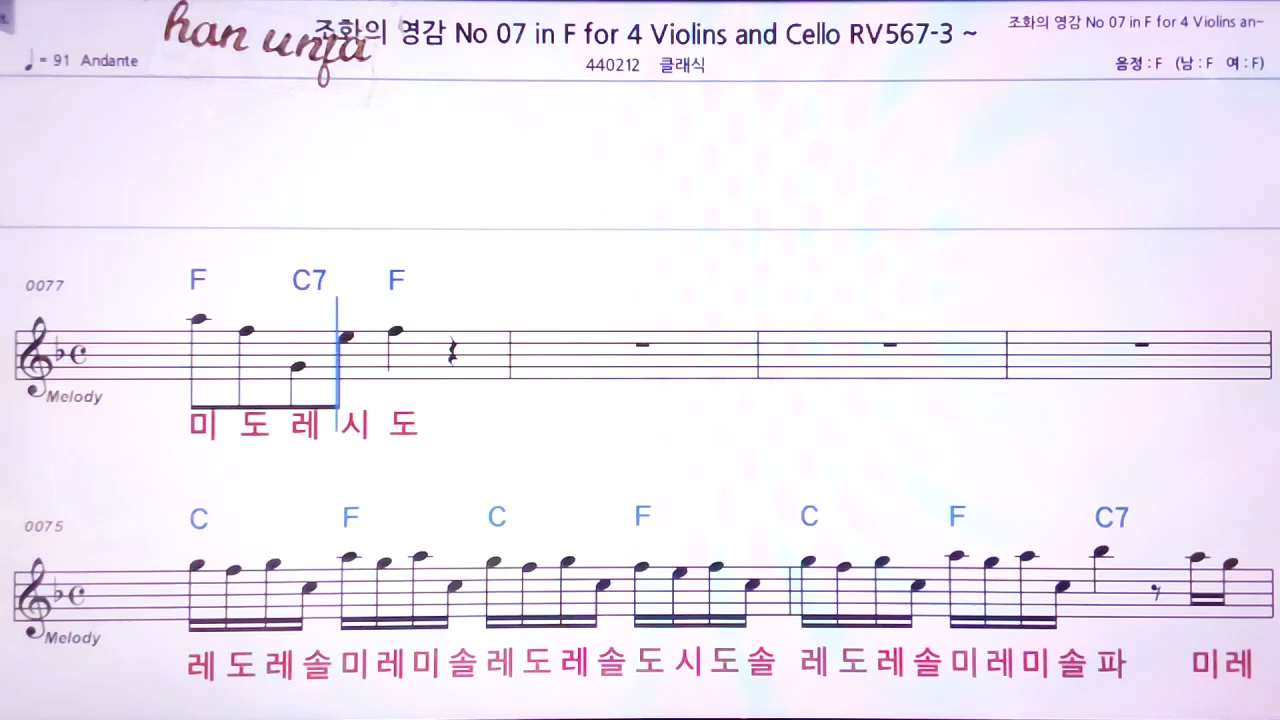 han unja
조화의 영감 No 07 in F for 4 Violins and Cello RV567-3 ~
조화의 영감 No 07 in F for 4 Violins an~
♩ = 91 Andante
440212 클래식
음정 : F (남 : F 여 : F)
0077
F C7 F
Melody
미 도 레 시 도
0075
C F C F C F C7
Melody
레 도 레 솔 미 레 미 솔 레 도 레 솔 도 시 도 솔 레 도 레 솔 미 레 미 솔 파 미 레